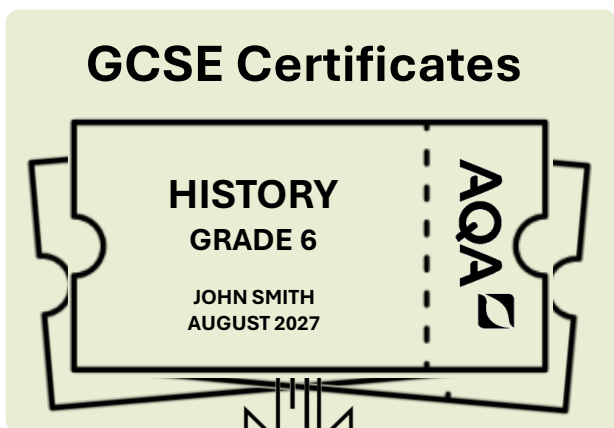 GCSE Certificates
HISTORY
GRADE 6
JOHN SMITH
AUGUST 2027
AQA